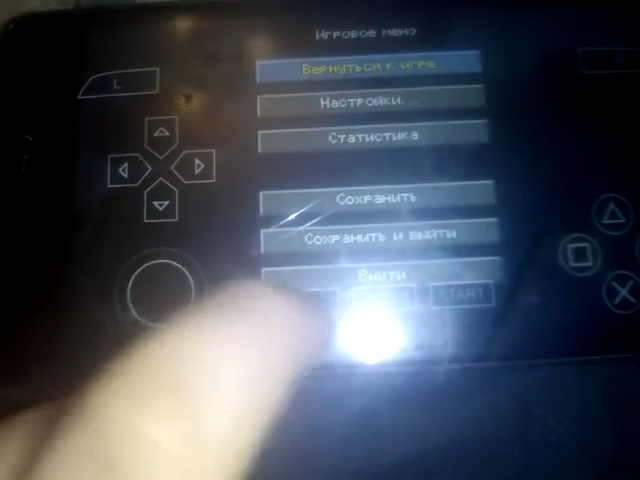 Игровое меню
Вернуться к игре
L
Настройки...
Статистика
Сохранить
Сохранить и выйти
Выйти
START